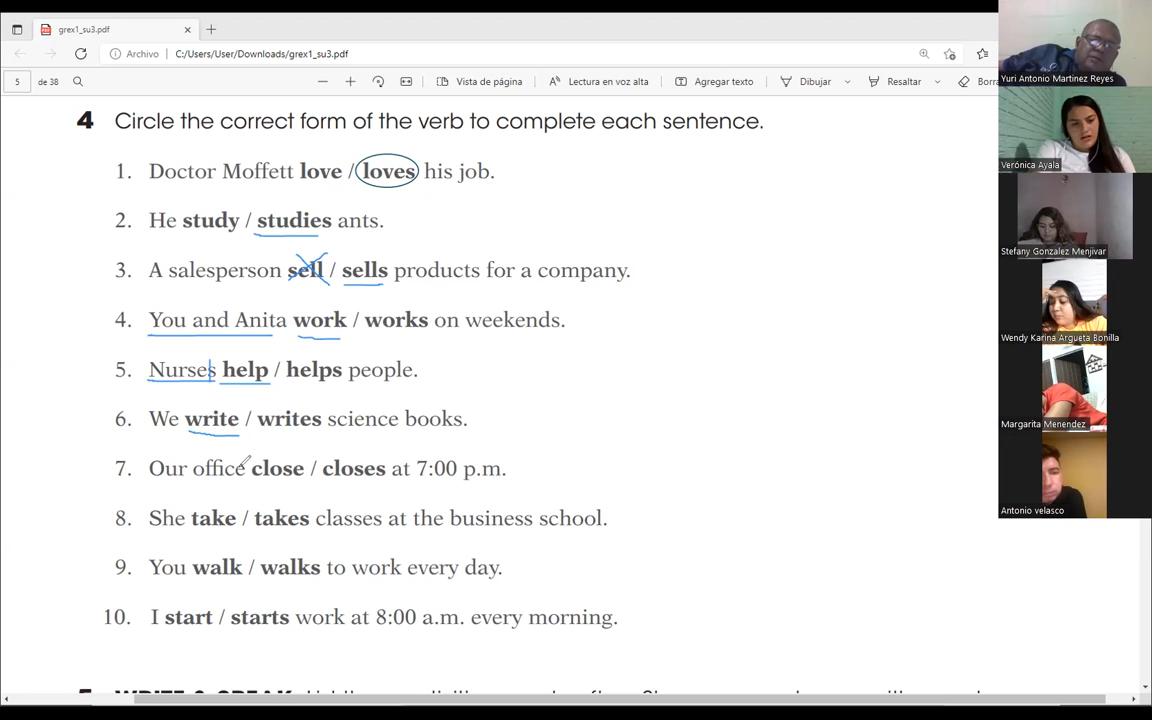 grex1_su3.pdf
Archivo C:/Users/User/Downloads/grex1_su3.pdf
5 de 38 Vista de página Lectura en voz alta Agregar texto Dibujar Resaltar
4 Circle the correct form of the verb to complete each sentence.
1. Doctor Moffett love / loves his job.
2. He study / studies ants.
3. A salesperson sell / sells products for a company.
4. You and Anita work / works on weekends.
5. Nurses help / helps people.
6. We write / writes science books.
7. Our office close / closes at 7:00 p.m.
8. She take / takes classes at the business school.
9. You walk / walks to work every day.
10. I start / starts work at 8:00 a.m. every morning.
Yuri Antonio Martinez Reyes
Verónica Ayala
Stefany Gonzalez Menjivar
Wendy Karina Argueta Bonilla
Margarita Menendez
Antonio velasco